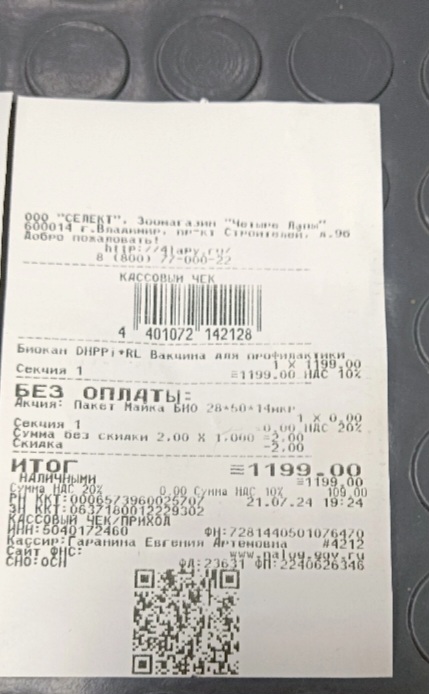 ООО "СЕЛЕКТ", Зоомагазин "Четыре Лапы"
600014 г.Владимир, пр-кт Строителей, д.9б
Добро пожаловать!
http://4lapy.ru/
8 (800) 77-000-22
КАССОВЫЙ ЧЕК
4 401072 142128
Биокан DHPPi+RL Вакцина для профилактики
1 X 1199.00
Секция 1 ≡1199.00 НДС 10%
БЕЗ ОПЛАТЫ:
Акция: Пакет Майка БИО 28*50*14мкр
1 X 0.00
Секция 1 ≡0.00 НДС 20%
Сумма без скидки 2.00 X 1.000 =2.00
Скидка -2.00
ИТОГ ≡1199.00
НАЛИЧНЫМИ ≡1199.00
Сумма НДС 20% 0.00 Сумма НДС 10% 109.00
РН ККТ:0006573960025707 21.07.24 19:24
ЗН ККТ:0637180012229302
КАССОВЫЙ ЧЕК/ПРИХОД
ИНН:5040172460 ФН:7281440501076470
Кассир:Гаранина Евгения Артемовна #4212
Сайт ФНС: www.nalog.gov.ru
СНО:ОСН ФД:23631 ФП:2240626346